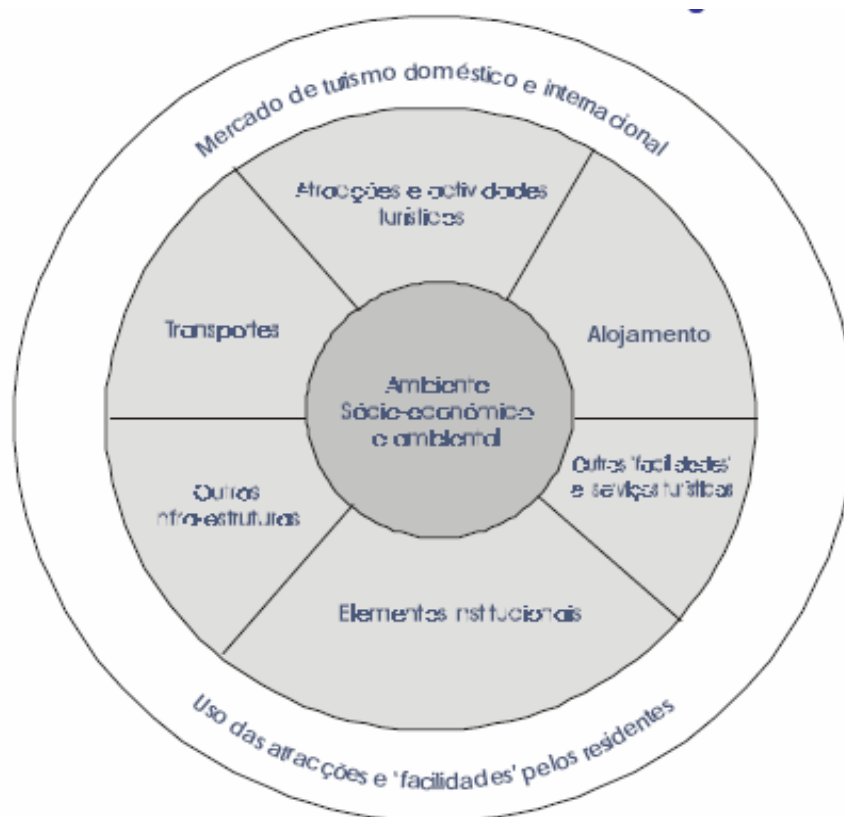 Mercado de turismo doméstico e internacional
Atracções e actividades
turísticas
Transportes
Alojamento
Ambiente
Sócio-económico
e ambiental
Outras 'facilidades'
e serviços turísticos
Outras
infra-estruturas
Elementos institucionais
Uso das atracções e 'facilidades' pelos residentes